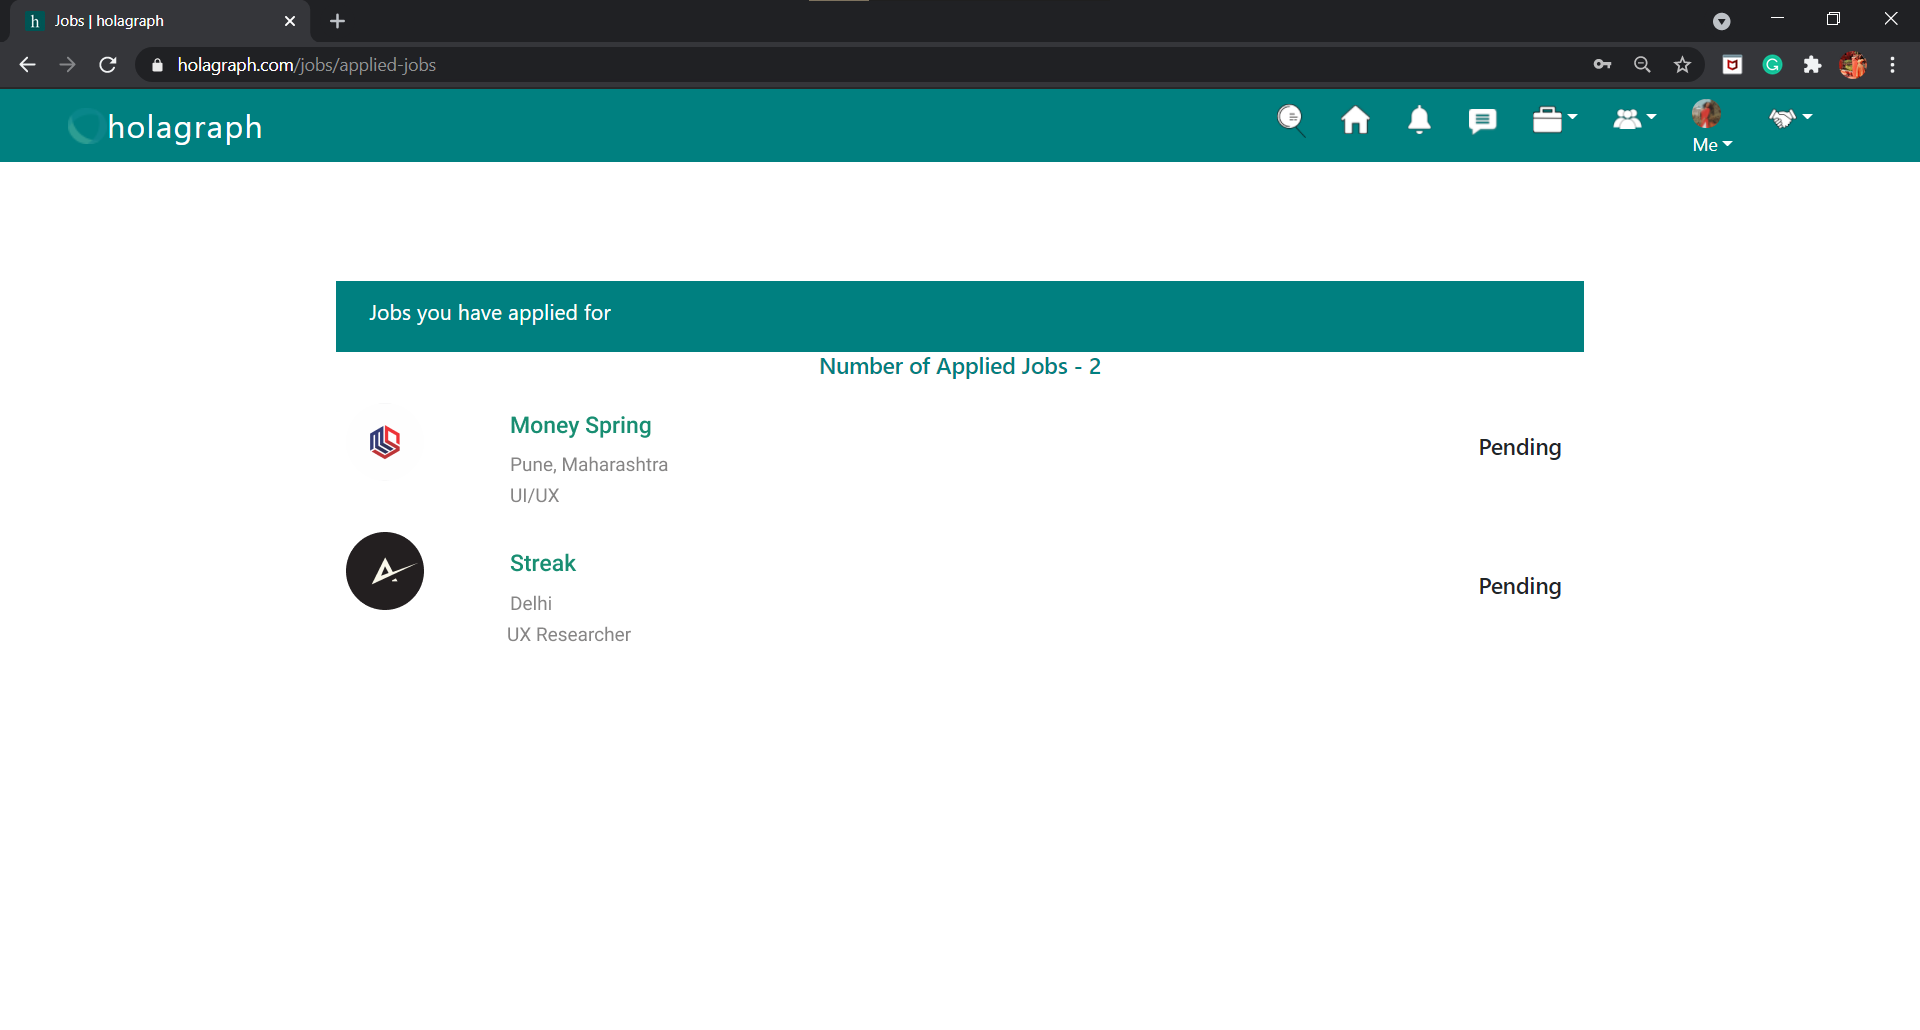 h Jobs | holagraph
holagraph.com/jobs/applied-jobs
holagraph
Me
Jobs you have applied for
Number of Applied Jobs - 2
Money Spring
Pune, Maharashtra
UI/UX
Pending
Streak
Delhi
UX Researcher
Pending